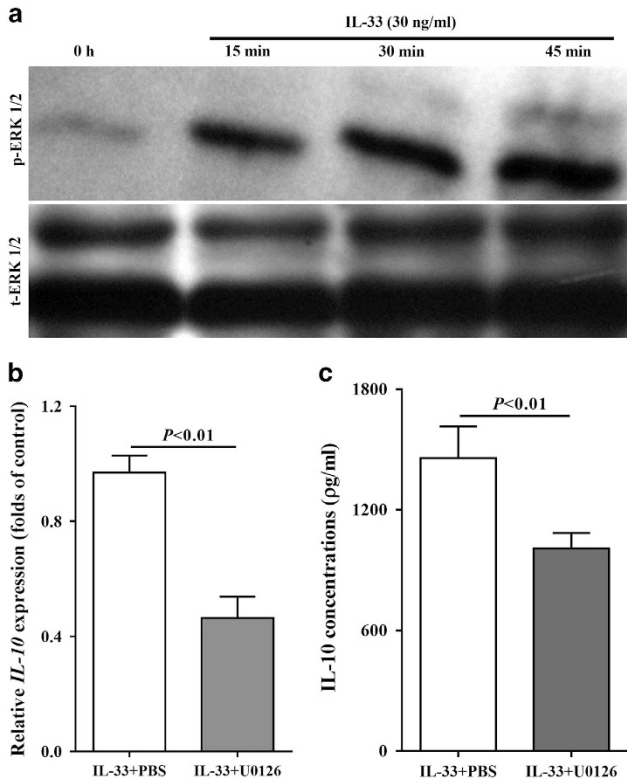 a
IL-33 (30 ng/ml)
0 h 15 min 30 min 45 min
p-ERK 1/2
t-ERK 1/2
b
Relative IL-10 expression (folds of control)
1.2
0.8
0.4
0.0
P<0.01
IL-33+PBS IL-33+U0126
c
IL-10 concentrations (ρg/ml)
1800
1200
600
0
P<0.01
IL-33+PBS IL-33+U0126